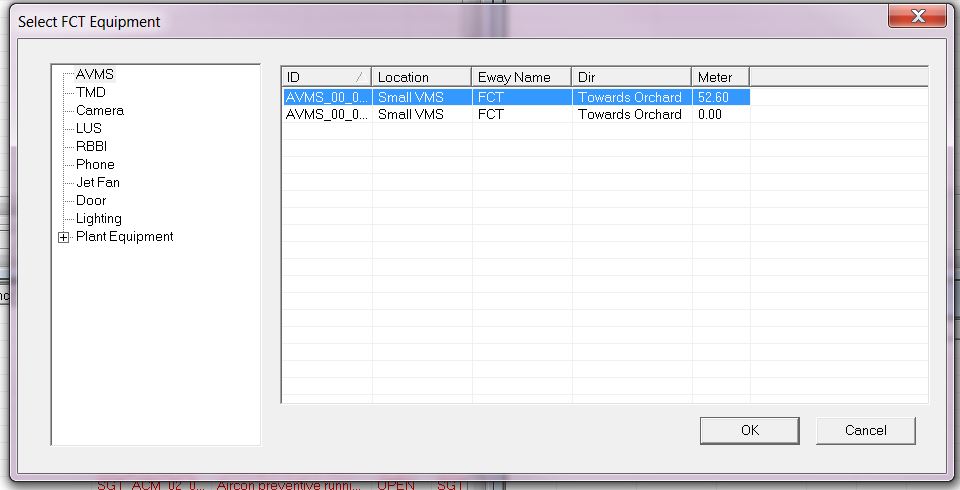 Select FCT Equipment
AVMS
TMD
Camera
LUS
RBBI
Phone
Jet Fan
Door
Lighting
Plant Equipment
ID Location Eway Name Dir Meter
AVMS_00_0... Small VMS FCT Towards Orchard 52.60
AVMS_00_0... Small VMS FCT Towards Orchard 0.00
OK Cancel
SGT_ACM_02_0... Aircon preventive runni... OPEN SGT